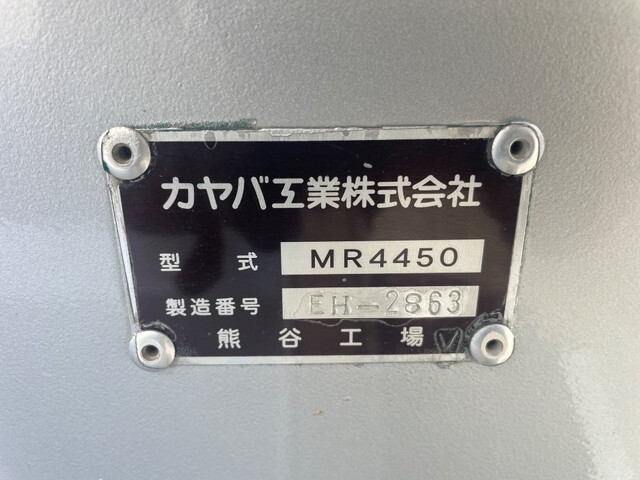 カヤバ工業株式会社
型式 MR4450
製造番号 EH-2863
熊谷工場